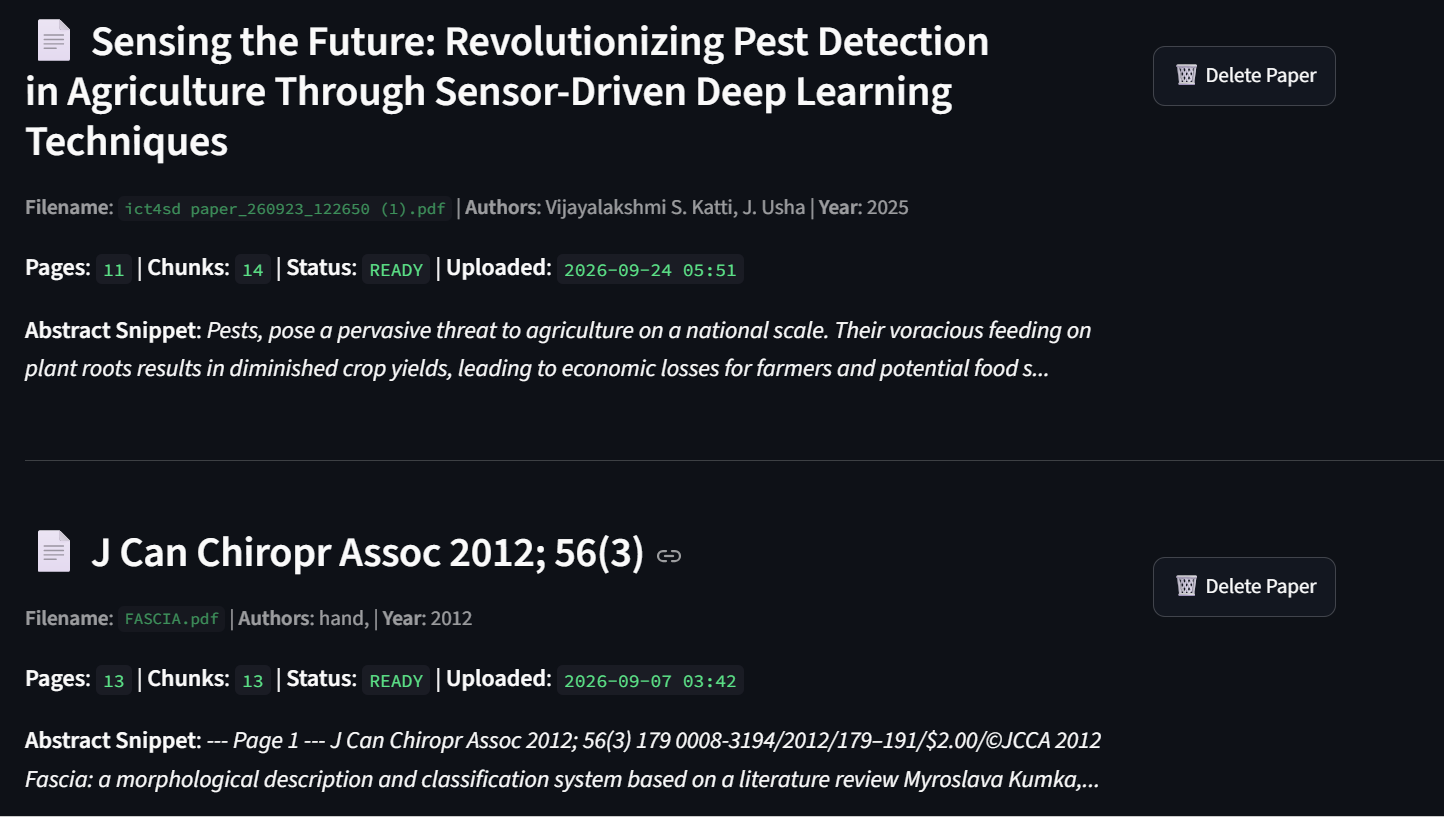 Sensing the Future: Revolutionizing Pest Detection
in Agriculture Through Sensor-Driven Deep Learning
Techniques
Delete Paper
Filename: ict4sd paper_260923_122650 (1).pdf | Authors: Vijayalakshmi S. Katti, J. Usha | Year: 2025
Pages: 11 | Chunks: 14 | Status: READY | Uploaded: 2026-09-24 05:51
Abstract Snippet: Pests, pose a pervasive threat to agriculture on a national scale. Their voracious feeding on
plant roots results in diminished crop yields, leading to economic losses for farmers and potential food s...
J Can Chiropr Assoc 2012; 56(3)
Delete Paper
Filename: FASCIA.pdf | Authors: hand, | Year: 2012
Pages: 13 | Chunks: 13 | Status: READY | Uploaded: 2026-09-07 03:42
Abstract Snippet: --- Page 1 --- J Can Chiropr Assoc 2012; 56(3) 179 0008-3194/2012/179–191/$2.00/©JCCA 2012
Fascia: a morphological description and classification system based on a literature review Myroslava Kumka,...